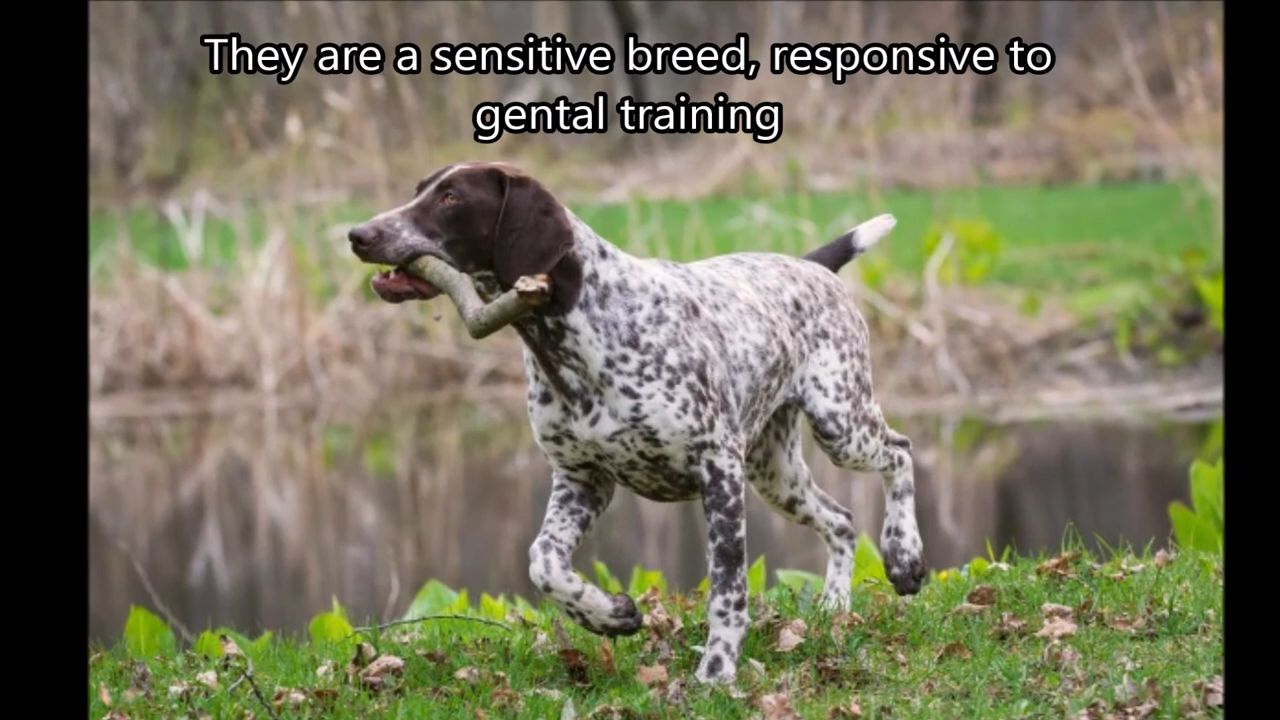 They are a sensitive breed, responsive to
gental training